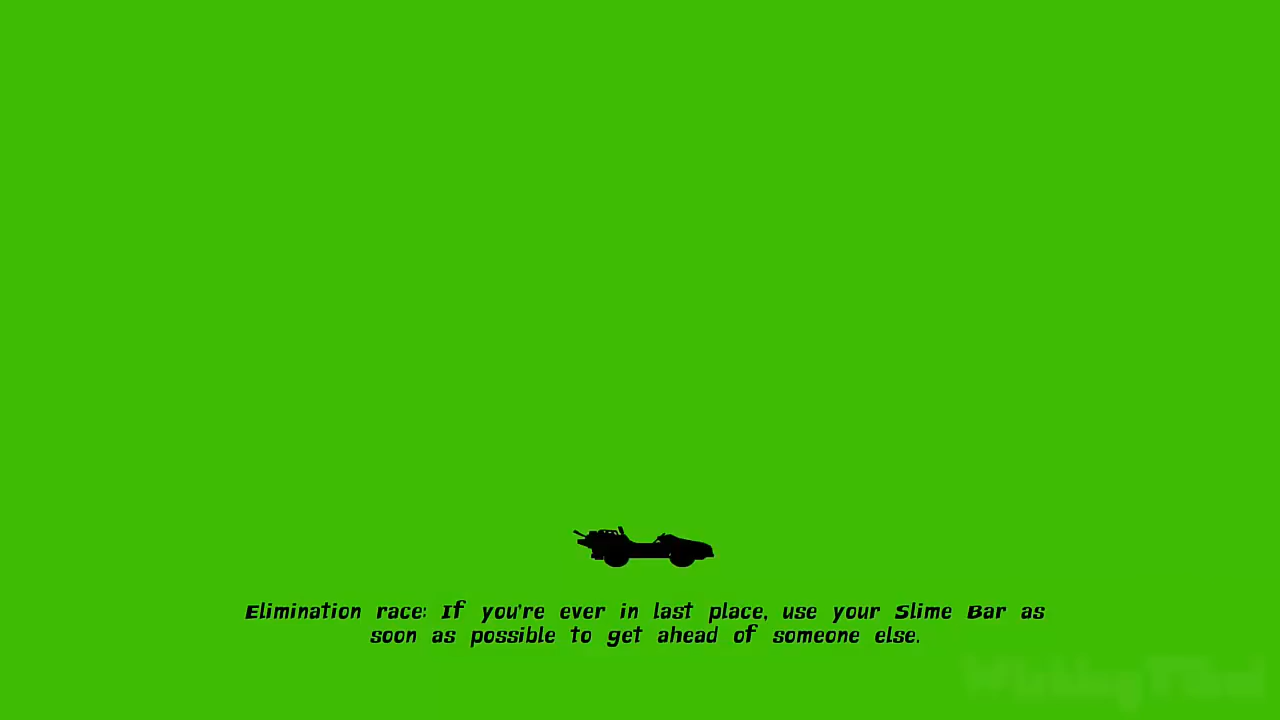 Elimination race: If you're ever in last place, use your Slime Bar as
soon as possible to get ahead of someone else.